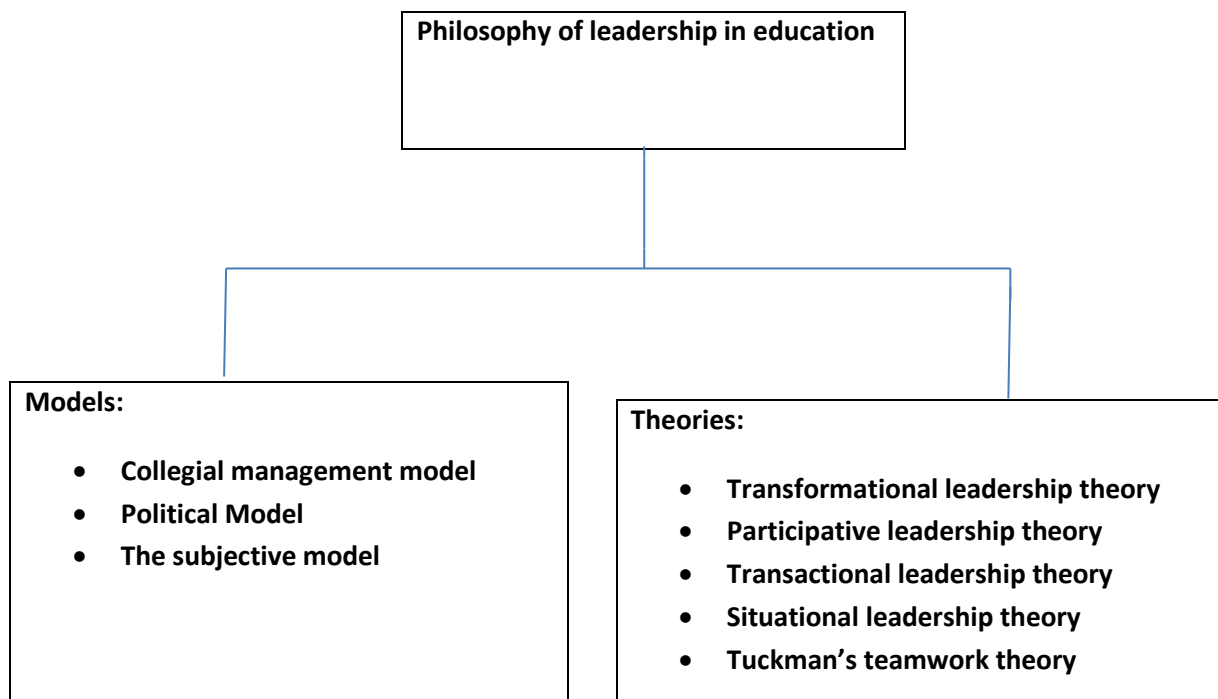 Philosophy of leadership in education
Models:
• Collegial management model
• Political Model
• The subjective model
Theories:
• Transformational leadership theory
• Participative leadership theory
• Transactional leadership theory
• Situational leadership theory
• Tuckman’s teamwork theory